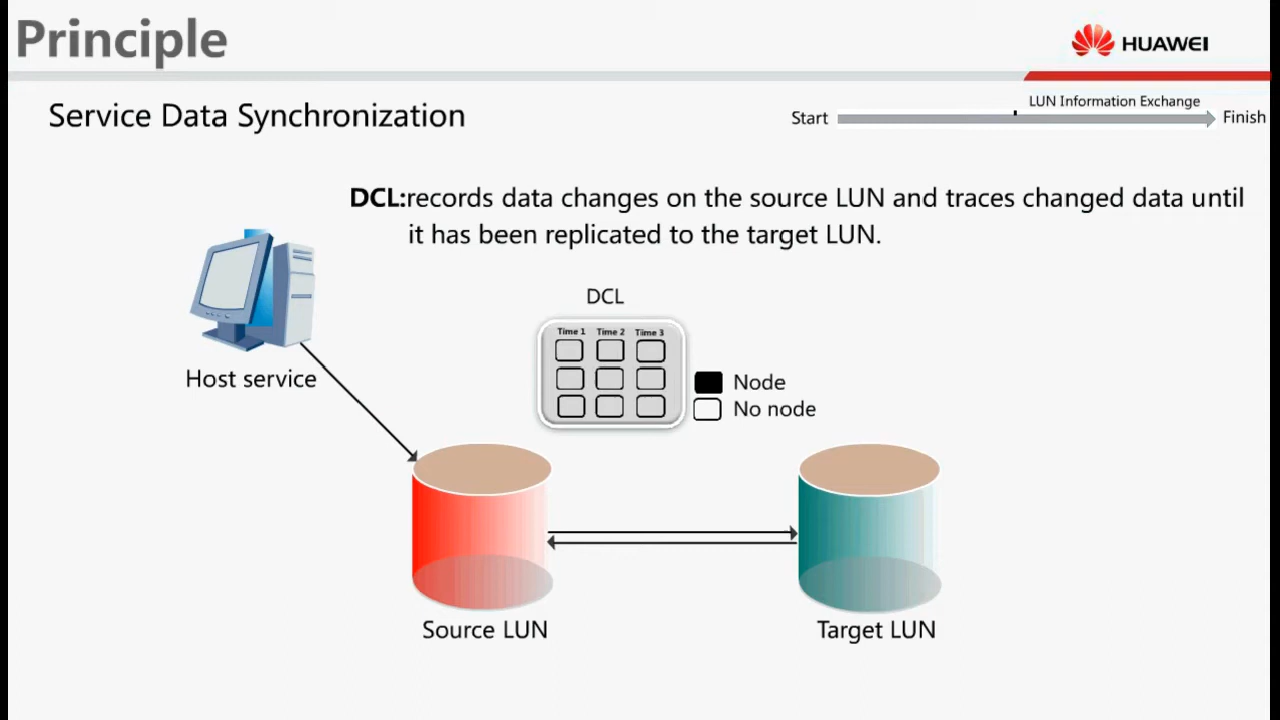 Principle
HUAWEI
Service Data Synchronization
LUN Information Exchange
Start
Finish
DCL:records data changes on the source LUN and traces changed data until
it has been replicated to the target LUN.
DCL
Time 1 Time 2 Time 3
Host service
Node
No node
Source LUN
Target LUN